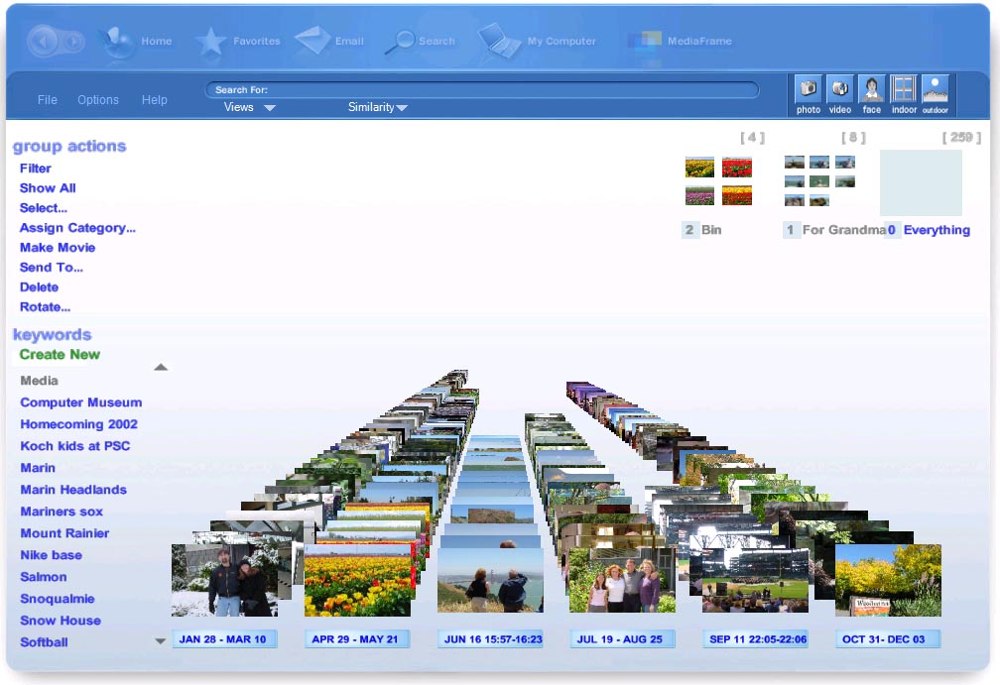 Home Favorites Email Search My Computer MediaFrame
File Options Help
Search For:
Views Similarity
photo video face indoor outdoor
[ 4 ] [ 8 ] [ 259 ]
2 Bin 1 For Grandma 0 Everything
group actions
Filter
Show All
Select...
Assign Category...
Make Movie
Send To...
Delete
Rotate...
keywords
Create New
Media
Computer Museum
Homecoming 2002
Koch kids at PSC
Marin
Marin Headlands
Mariners sox
Mount Rainier
Nike base
Salmon
Snoqualmie
Snow House
Softball
JAN 28 - MAR 10 APR 29 - MAY 21 JUN 16 15:57-16:23 JUL 19 - AUG 25 SEP 11 22:05-22:06 OCT 31- DEC 03